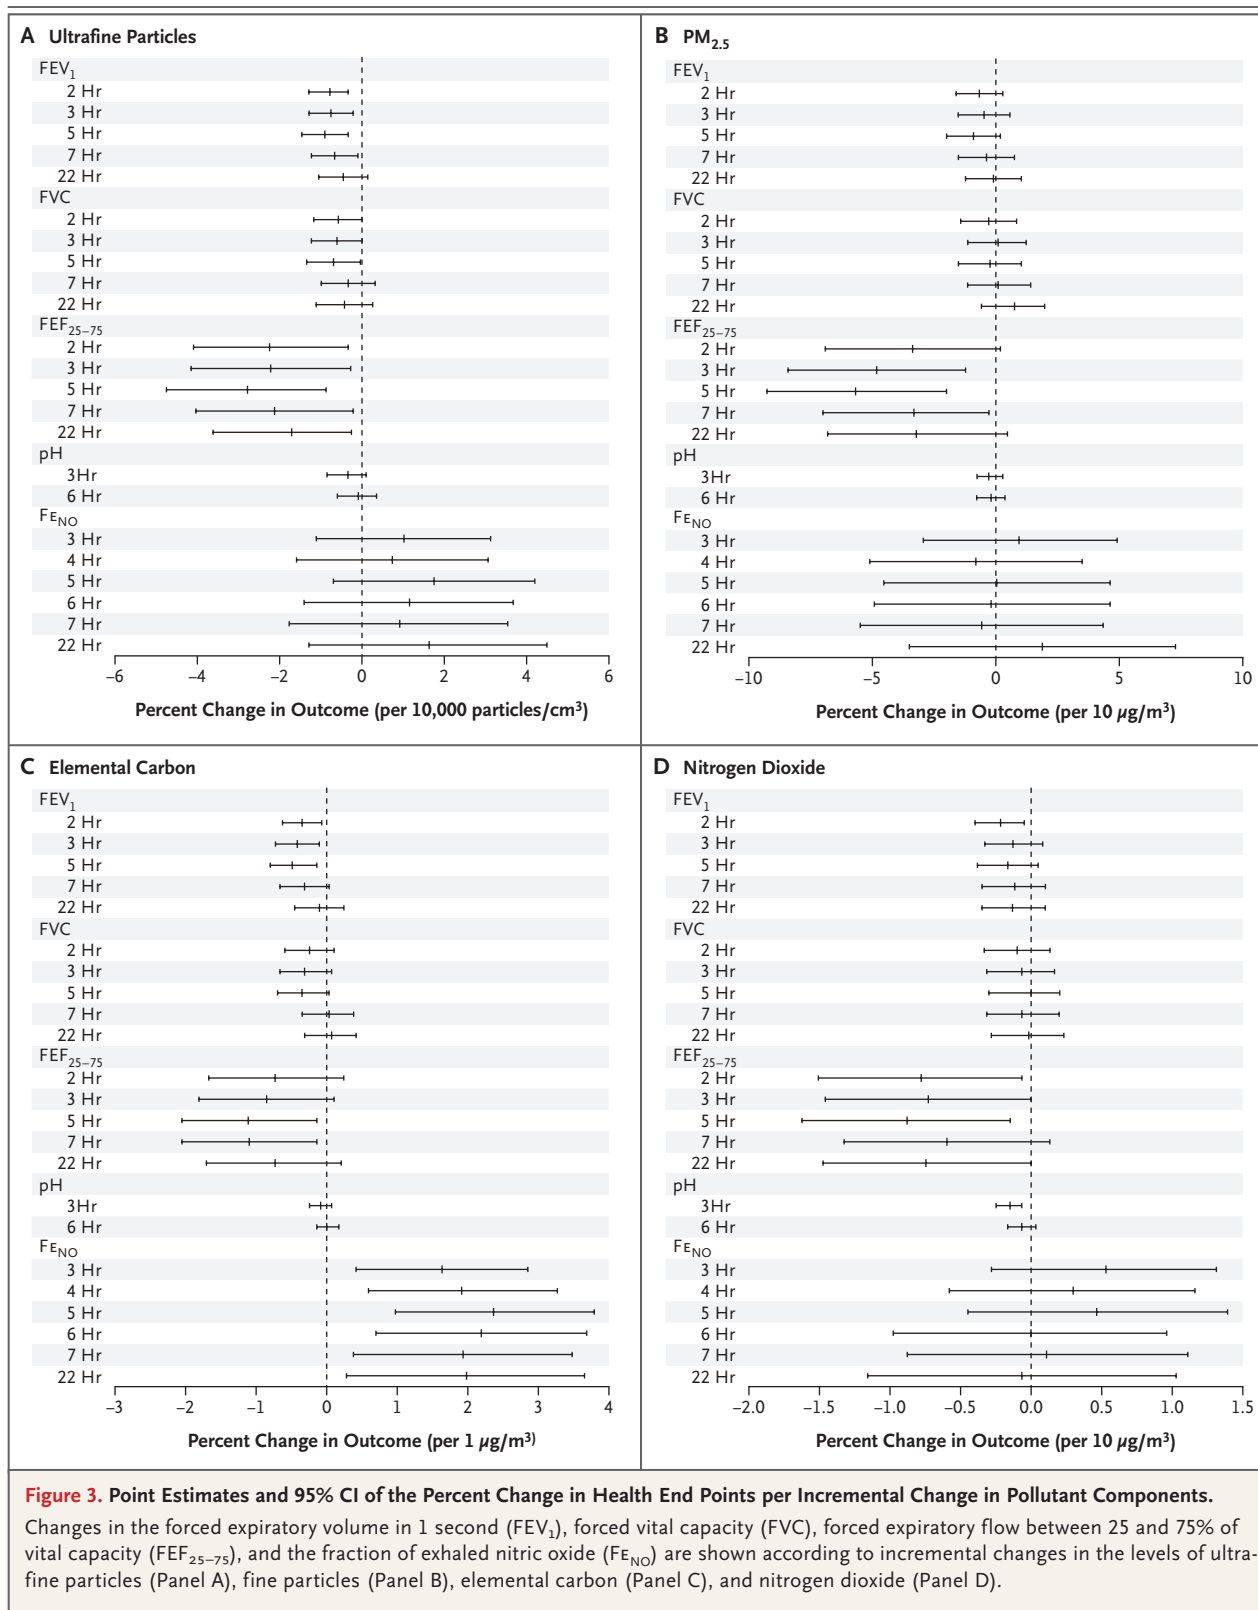 A Ultrafine Particles
FEV1
2 Hr
3 Hr
5 Hr
7 Hr
22 Hr
FVC
2 Hr
3 Hr
5 Hr
7 Hr
22 Hr
FEF25–75
2 Hr
3 Hr
5 Hr
7 Hr
22 Hr
pH
3Hr
6 Hr
FENO
3 Hr
4 Hr
5 Hr
6 Hr
7 Hr
22 Hr
–6 –4 –2 0 2 4 6
Percent Change in Outcome (per 10,000 particles/cm3)
B PM2.5
FEV1
2 Hr
3 Hr
5 Hr
7 Hr
22 Hr
FVC
2 Hr
3 Hr
5 Hr
7 Hr
22 Hr
FEF25–75
2 Hr
3 Hr
5 Hr
7 Hr
22 Hr
pH
3Hr
6 Hr
FENO
3 Hr
4 Hr
5 Hr
6 Hr
7 Hr
22 Hr
–10 –5 0 5 10
Percent Change in Outcome (per 10 µg/m3)
C Elemental Carbon
FEV1
2 Hr
3 Hr
5 Hr
7 Hr
22 Hr
FVC
2 Hr
3 Hr
5 Hr
7 Hr
22 Hr
FEF25–75
2 Hr
3 Hr
5 Hr
7 Hr
22 Hr
pH
3Hr
6 Hr
FENO
3 Hr
4 Hr
5 Hr
6 Hr
7 Hr
22 Hr
–3 –2 –1 0 1 2 3 4
Percent Change in Outcome (per 1 µg/m3)
D Nitrogen Dioxide
FEV1
2 Hr
3 Hr
5 Hr
7 Hr
22 Hr
FVC
2 Hr
3 Hr
5 Hr
7 Hr
22 Hr
FEF25–75
2 Hr
3 Hr
5 Hr
7 Hr
22 Hr
pH
3Hr
6 Hr
FENO
3 Hr
4 Hr
5 Hr
6 Hr
7 Hr
22 Hr
–2.0 –1.5 –1.0 –0.5 0.0 0.5 1.0 1.5
Percent Change in Outcome (per 10 µg/m3)
Figure 3. Point Estimates and 95% CI of the Percent Change in Health End Points per Incremental Change in Pollutant Components.
Changes in the forced expiratory volume in 1 second (FEV1), forced vital capacity (FVC), forced expiratory flow between 25 and 75% of
vital capacity (FEF25–75), and the fraction of exhaled nitric oxide (FENO) are shown according to incremental changes in the levels of ultra-
fine particles (Panel A), fine particles (Panel B), elemental carbon (Panel C), and nitrogen dioxide (Panel D).